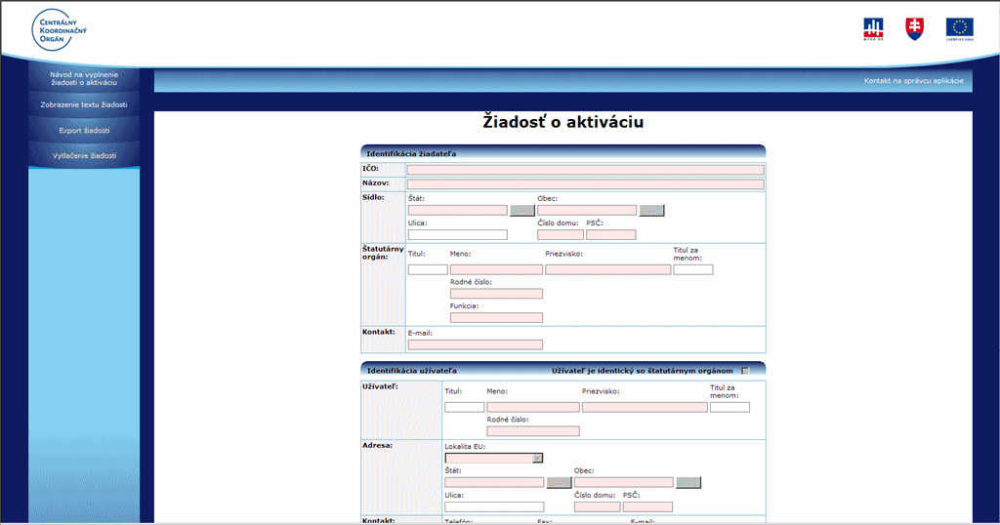 CENTRÁLNY
KOORDINAČNÝ
ORGÁN
Návod na vyplnenie
žiadosti o aktiváciu
Zobrazenie textu žiadosti
Export žiadosti
Vytlačenie žiadosti
Kontakt na správcu aplikácie
Žiadosť o aktiváciu
Identifikácia žiadateľa
IČO:
Názov:
Sídlo: Štát: Obec:
... ...
Ulica: Číslo domu: PSČ:
Štatutárny orgán: Titul: Meno: Priezvisko: Titul za menom:
Rodné číslo:
Funkcia:
Kontakt: E-mail:
Identifikácia užívateľa Užívateľ je identický so štatutárnym orgánom
Užívateľ: Titul: Meno: Priezvisko: Titul za menom:
Rodné číslo:
Adresa: Lokalita EU:
Štát: Obec:
... ...
Ulica: Číslo domu: PSČ:
Kontakt: Telefón: Fax: E-mail: